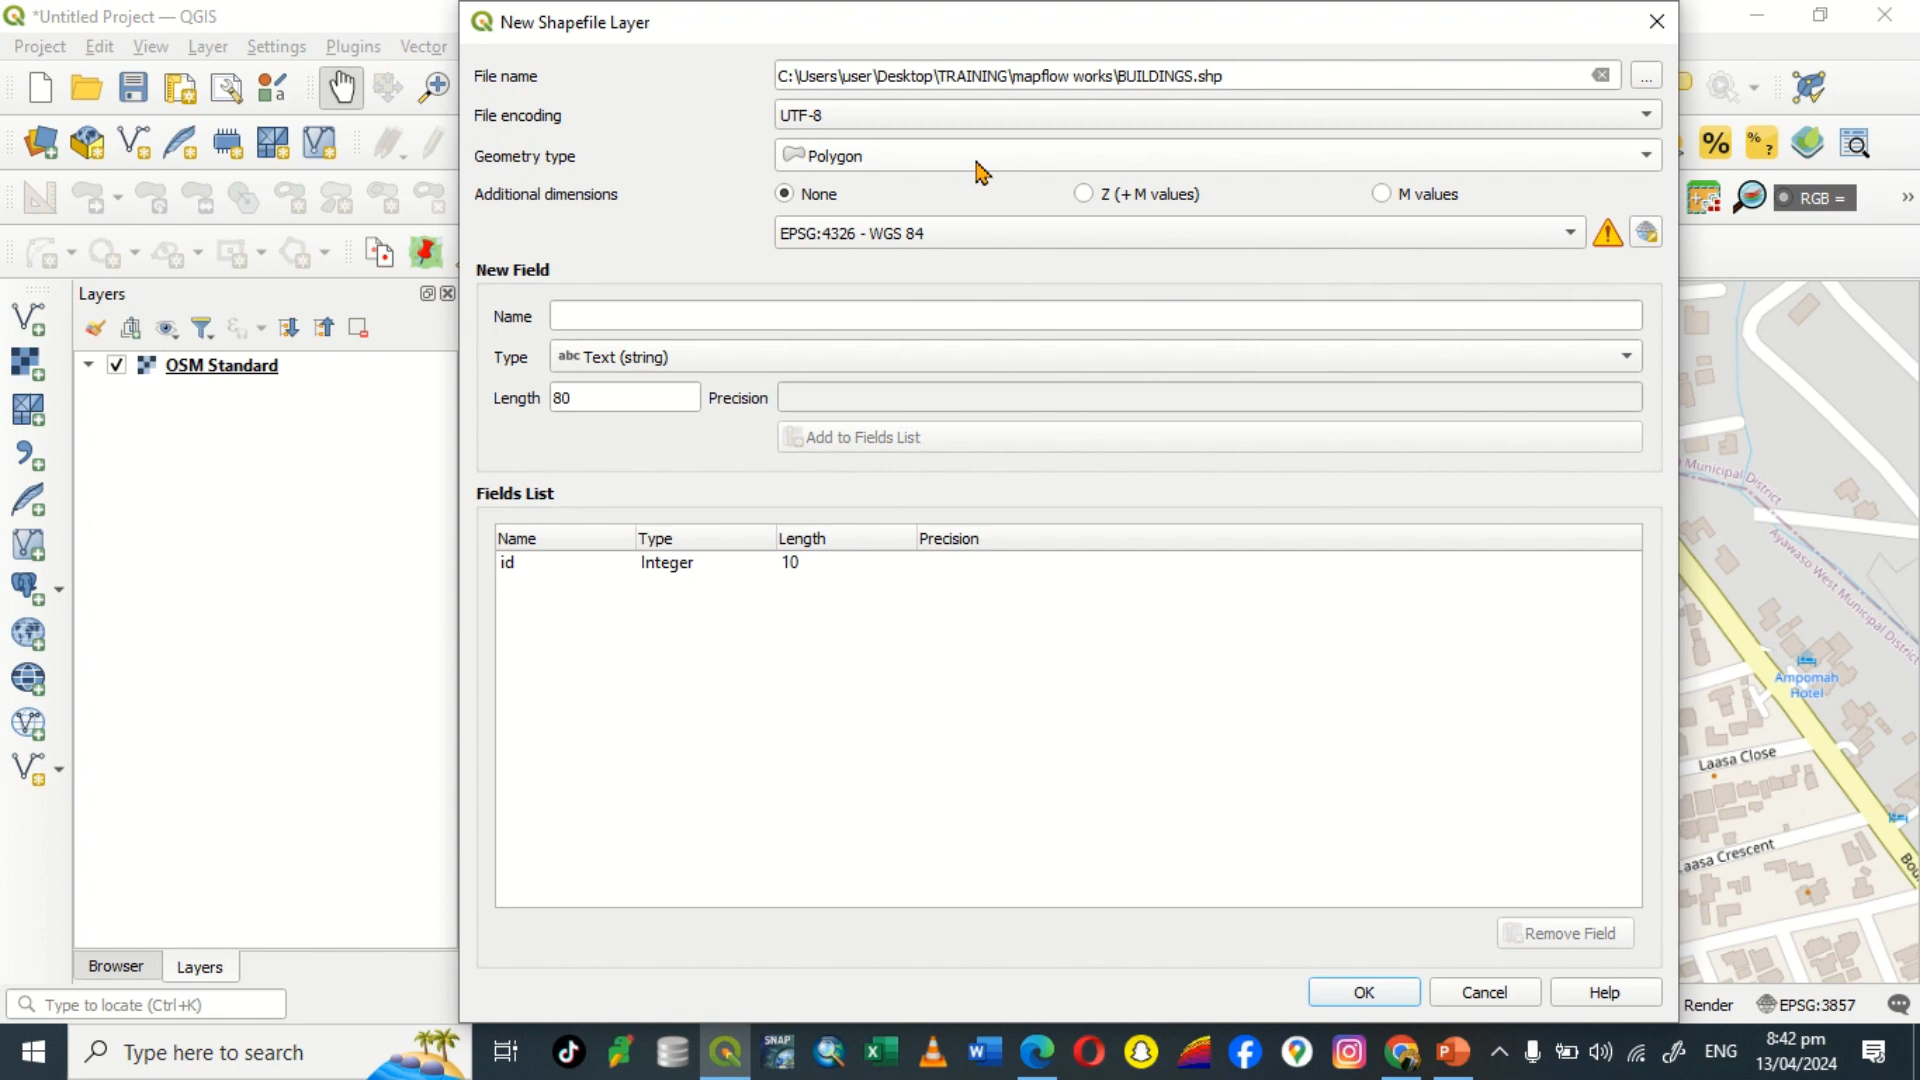 *Untitled Project — QGIS
Project Edit View Layer Settings Plugins Vector
New Shapefile Layer
File name C:\Users\user\Desktop\TRAINING\mapflow works\BUILDINGS.shp ...
File encoding UTF-8
Geometry type Polygon
Additional dimensions None Z (+ M values) M values
EPSG:4326 - WGS 84
New Field
Name
Type abc Text (string)
Length 80 Precision
Add to Fields List
Fields List
Name Type Length Precision
id Integer 10
Remove Field
OK Cancel Help
Layers
OSM Standard
Browser Layers
Type to locate (Ctrl+K)
RGB =
Municipal District
Ayawaso West Municipal District
Ampomah
Hotel
Laasa Close
Laasa Crescent
Render EPSG:3857
Type here to search
SNAP
ENG
8:42 pm
13/04/2024